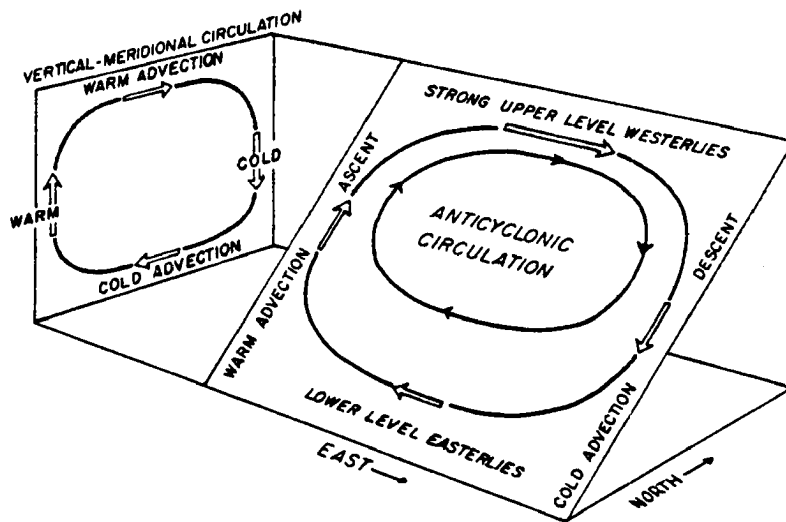 VERTICAL-MERIDIONAL CIRCULATION
WARM ADVECTION
COLD
WARM
COLD ADVECTION
STRONG UPPER LEVEL WESTERLIES
ASCENT
ANTICYCLONIC
CIRCULATION
DESCENT
WARM ADVECTION
LOWER LEVEL EASTERLIES
COLD ADVECTION
EAST
NORTH